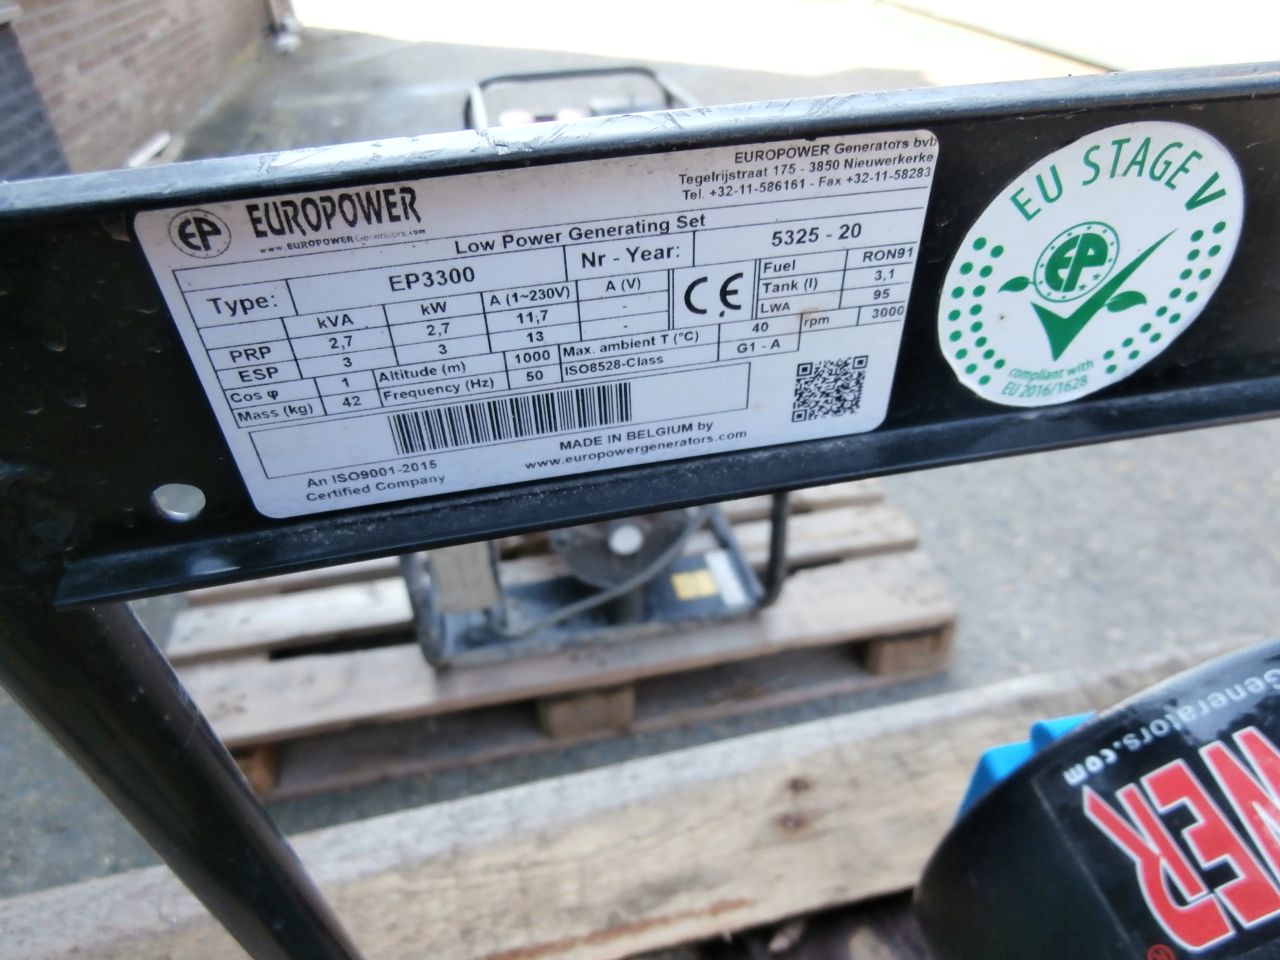 EUROPOWER Generators bvb
Tegelrijstraat 175 - 3850 Nieuwerkerke
Tel. +32-11-586161 - Fax +32-11-58283
EP EUROPOWER
www.EUROPOWERGenerators.com
Low Power Generating Set
Type: EP3300 Nr - Year: 5325 - 20
kVA kW A (1~230V) A (V) CE Fuel RON91
PRP 2,7 2,7 11,7 - Tank (l) 3,1
ESP 3 3 13 - LWA 95
Cos φ 1 Altitude (m) 1000 Max. ambient T (°C) 40 rpm 3000
Mass (kg) 42 Frequency (Hz) 50 ISO8528-Class G1 - A
An ISO9001-2015
Certified Company
MADE IN BELGIUM by
www.europowergenerators.com
EU STAGE V
EP
compliant with
EU 2016/1628
Generators.com
WER®